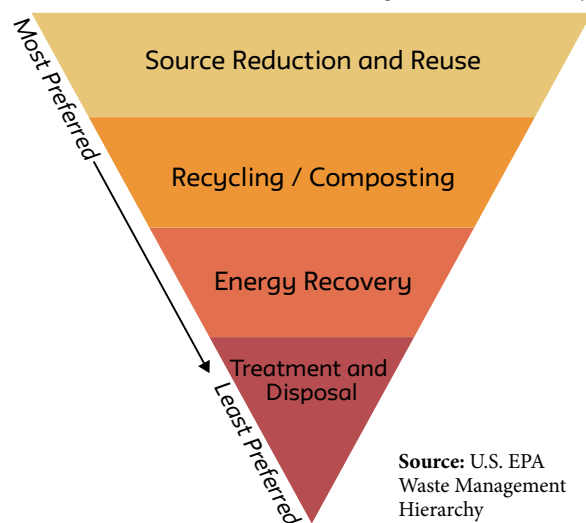 Most Preferred
Source Reduction and Reuse
Recycling / Composting
Energy Recovery
Treatment and
Disposal
Least Preferred
Source: U.S. EPA
Waste Management
Hierarchy